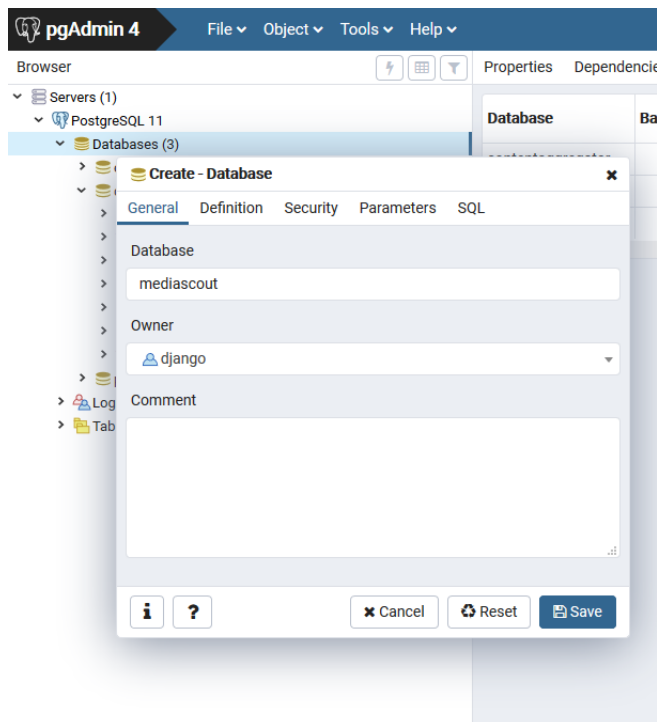 pgAdmin 4 File Object Tools Help
Browser Properties Dependencie
Servers (1)
PostgreSQL 11
Databases (3)
Database Ba
Create - Database
General Definition Security Parameters SQL
Database
mediascout
Owner
django
Comment
Log
Tab
i ? Cancel Reset Save